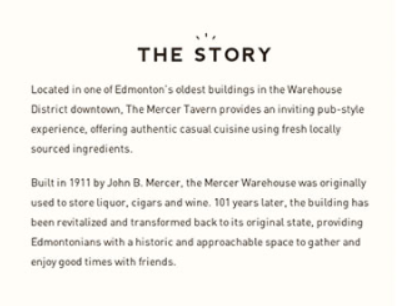 THE STORY
Located in one of Edmonton's oldest buildings in the Warehouse
District downtown, The Mercer Tavern provides an inviting pub-style
experience, offering authentic casual cuisine using fresh locally
sourced ingredients.
Built in 1911 by John B. Mercer, the Mercer Warehouse was originally
used to store liquor, cigars and wine. 101 years later, the building has
been revitalized and transformed back to its original state, providing
Edmontonians with a historic and approachable space to gather and
enjoy good times with friends.